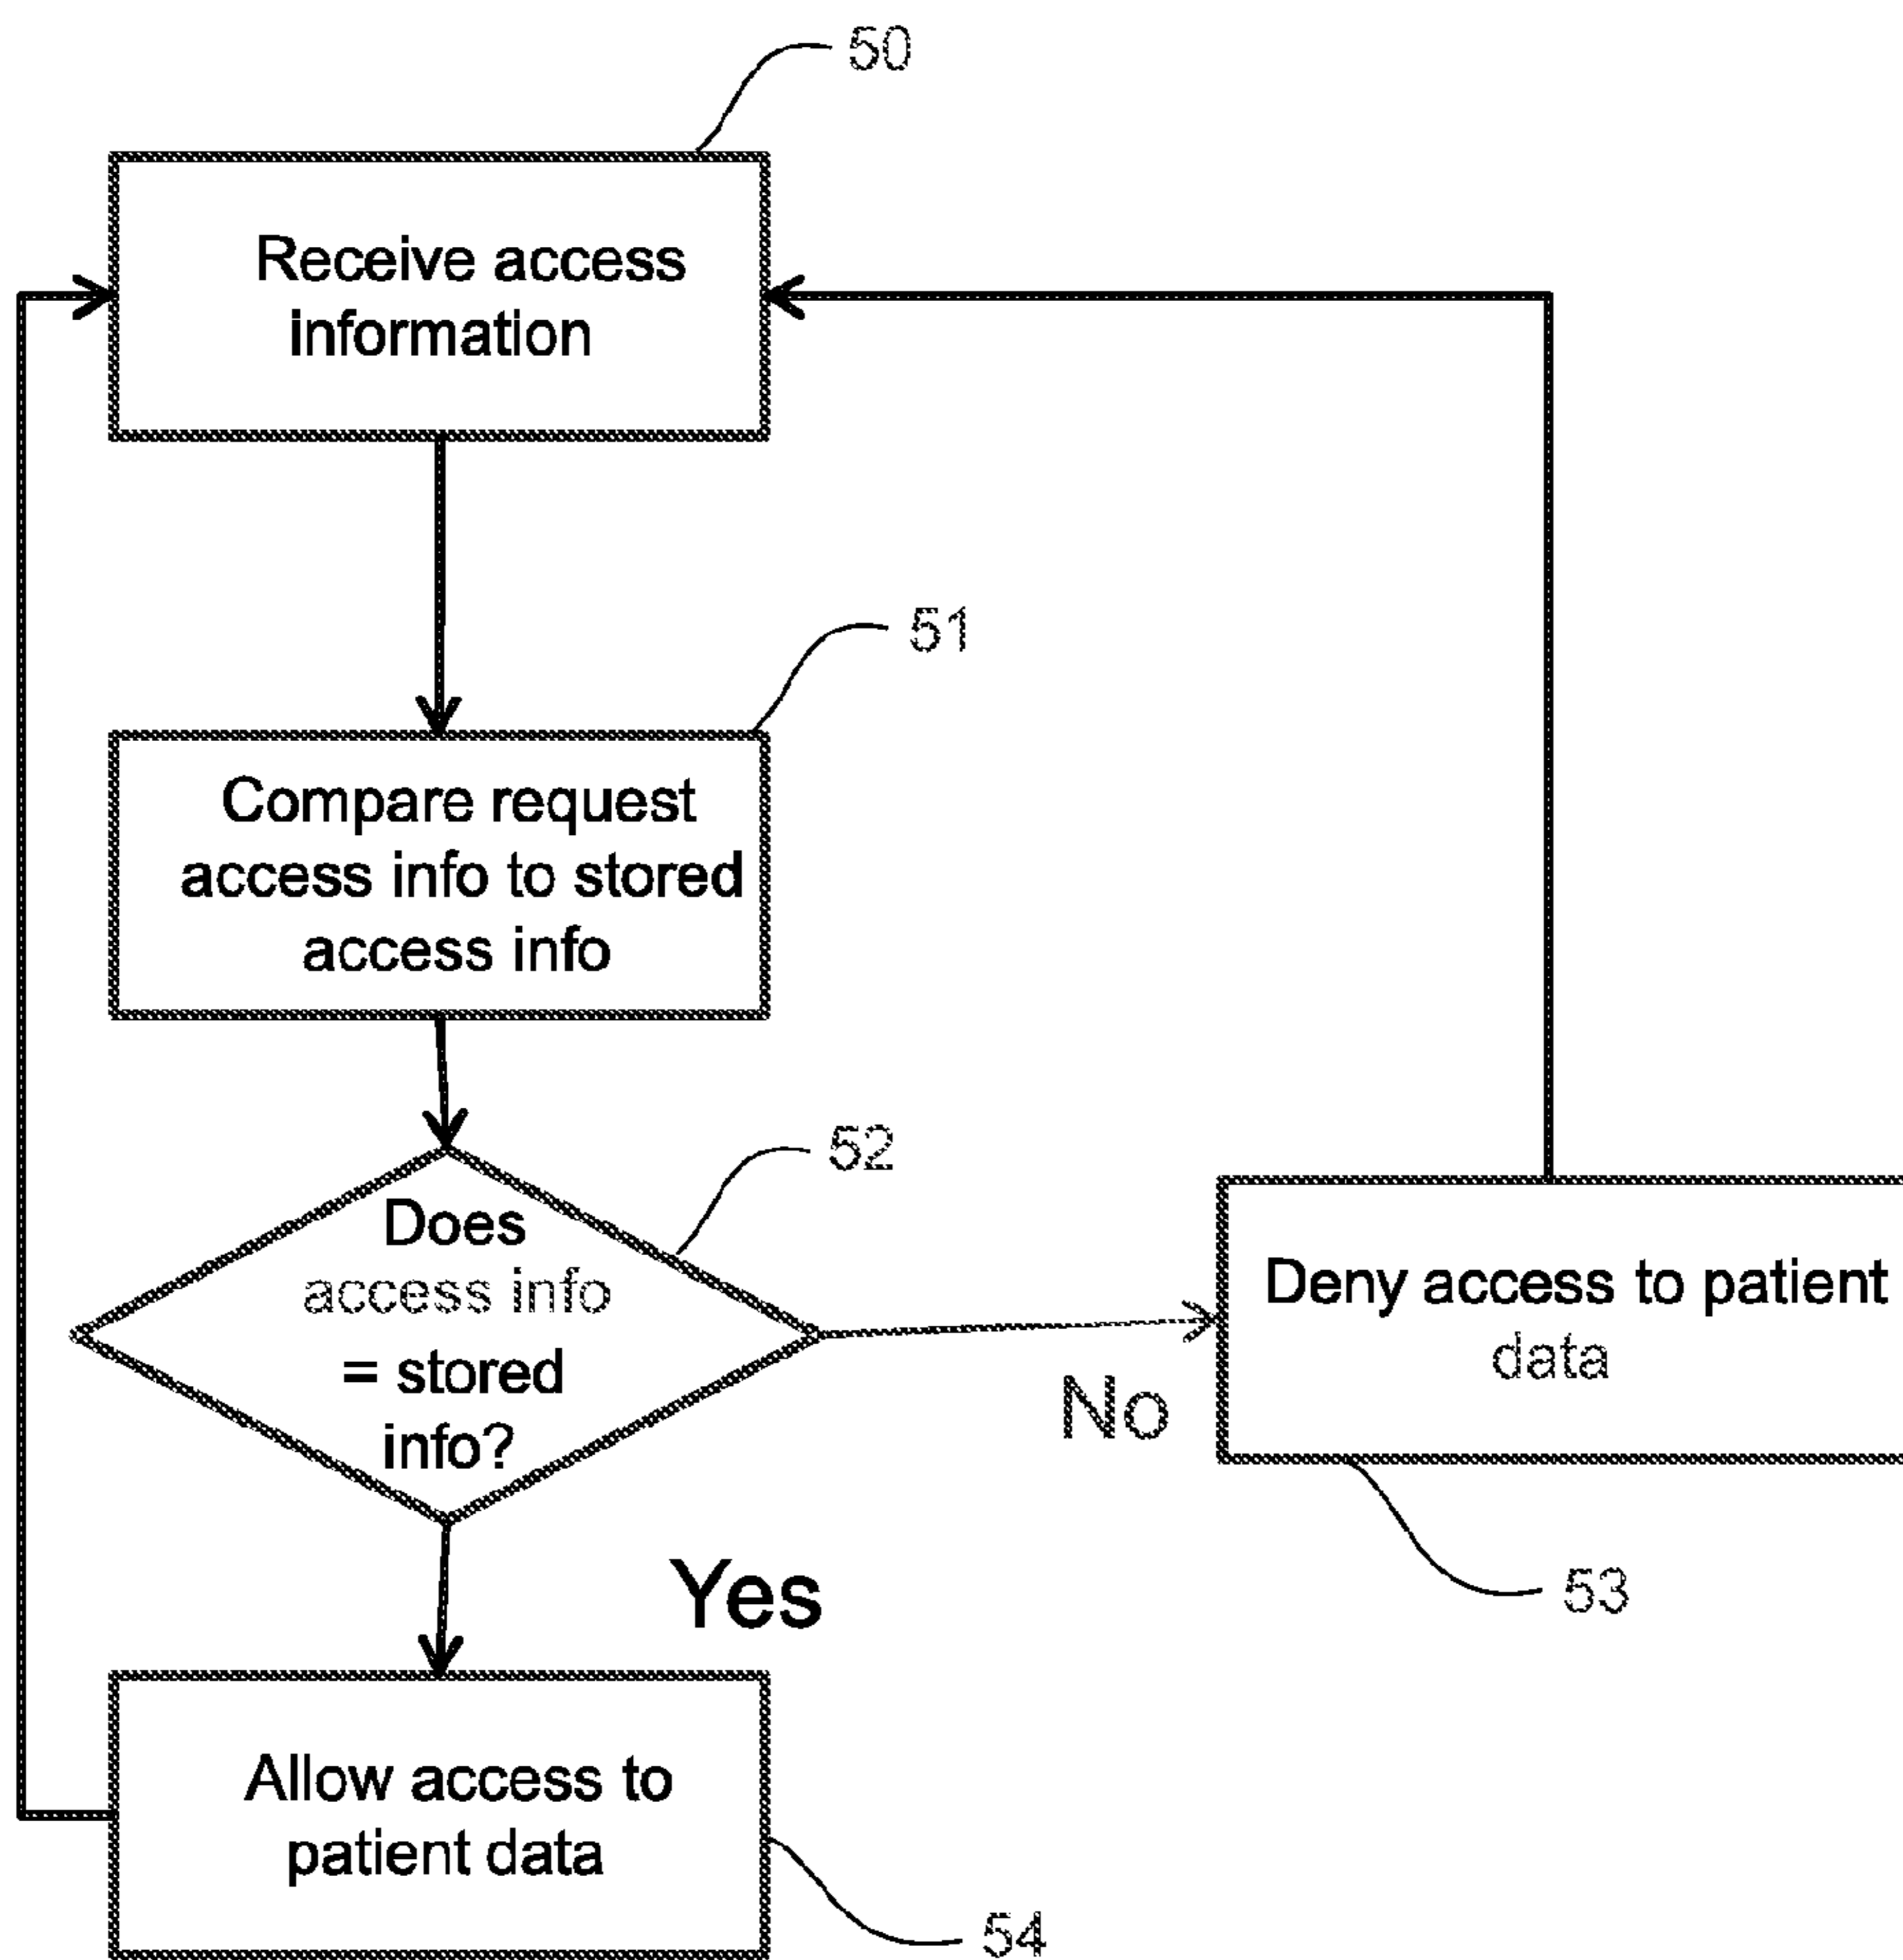 50
Receive access
information
51
Compare request
access info to stored
access info
52
Does
access info
= stored
info?
No
Deny access to patient
data
53
Yes
Allow access to
patient data
54